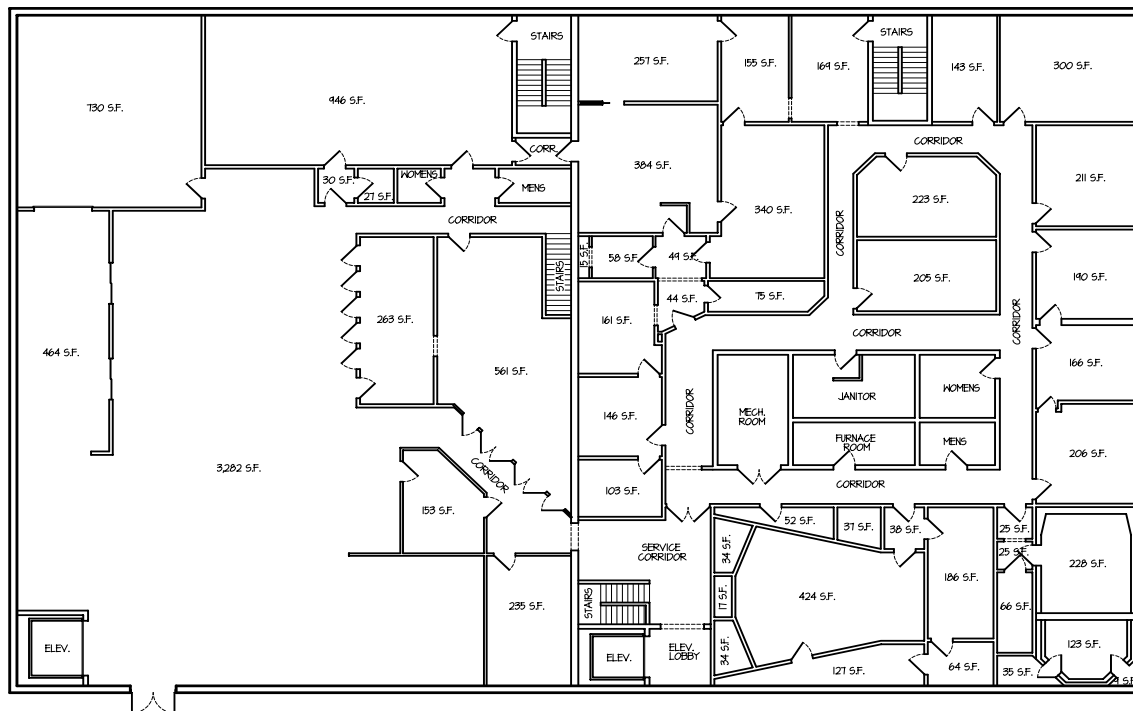 STAIRS
STAIRS
257 S.F.
155 S.F.
169 S.F.
143 S.F.
300 S.F.
730 S.F.
946 S.F.
CORR.
CORRIDOR
384 S.F.
WOMENS
30 S.F.
27 S.F.
MENS
211 S.F.
223 S.F.
340 S.F.
CORRIDOR
CORRIDOR
15 S.F.
58 S.F.
49 S.F.
STAIRS
205 S.F.
190 S.F.
44 S.F.
75 S.F.
161 S.F.
263 S.F.
CORRIDOR
CORRIDOR
464 S.F.
561 S.F.
166 S.F.
WOMENS
JANITOR
CORRIDOR
MECH.
ROOM
146 S.F.
206 S.F.
FURNACE
ROOM
MENS
3,282 S.F.
CORRIDOR
CORRIDOR
103 S.F.
153 S.F.
52 S.F.
37 S.F.
38 S.F.
25 S.F.
SERVICE
CORRIDOR
34 S.F.
25 S.F.
228 S.F.
186 S.F.
424 S.F.
17 S.F.
STAIRS
235 S.F.
66 S.F.
ELEV.
ELEV.
ELEV.
LOBBY
34 S.F.
127 S.F.
64 S.F.
35 S.F.
123 S.F.